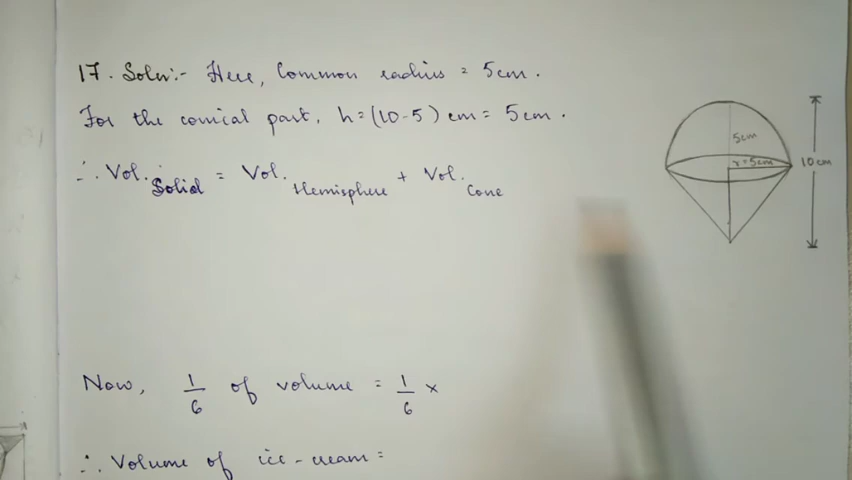 17. Soln:- Here, Common radius = 5cm.
For the conical part, h = (10-5) cm = 5cm.
∴ Vol. Solid = Vol. Hemisphere + Vol. Cone
5cm
r=5cm
10cm
Now, 1/6 of volume = 1/6 ×
∴ Volume of ice-cream =